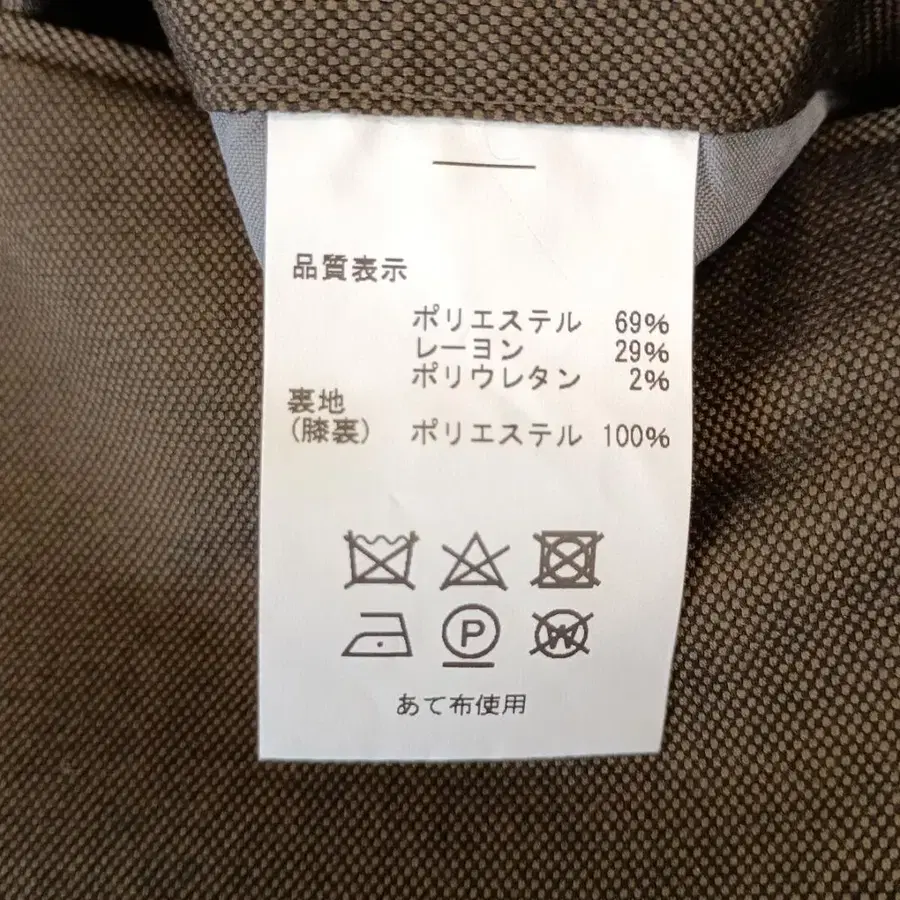 品質表示
ポリエステル 69%
レーヨン 29%
ポリウレタン 2%
裏地
(膝裏) ポリエステル 100%
P W
あて布使用